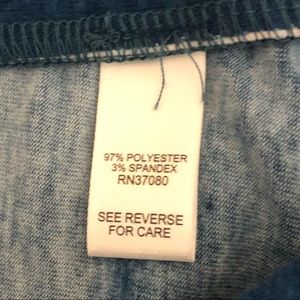 97% POLYESTER
3% SPANDEX
RN37080
SEE REVERSE
FOR CARE